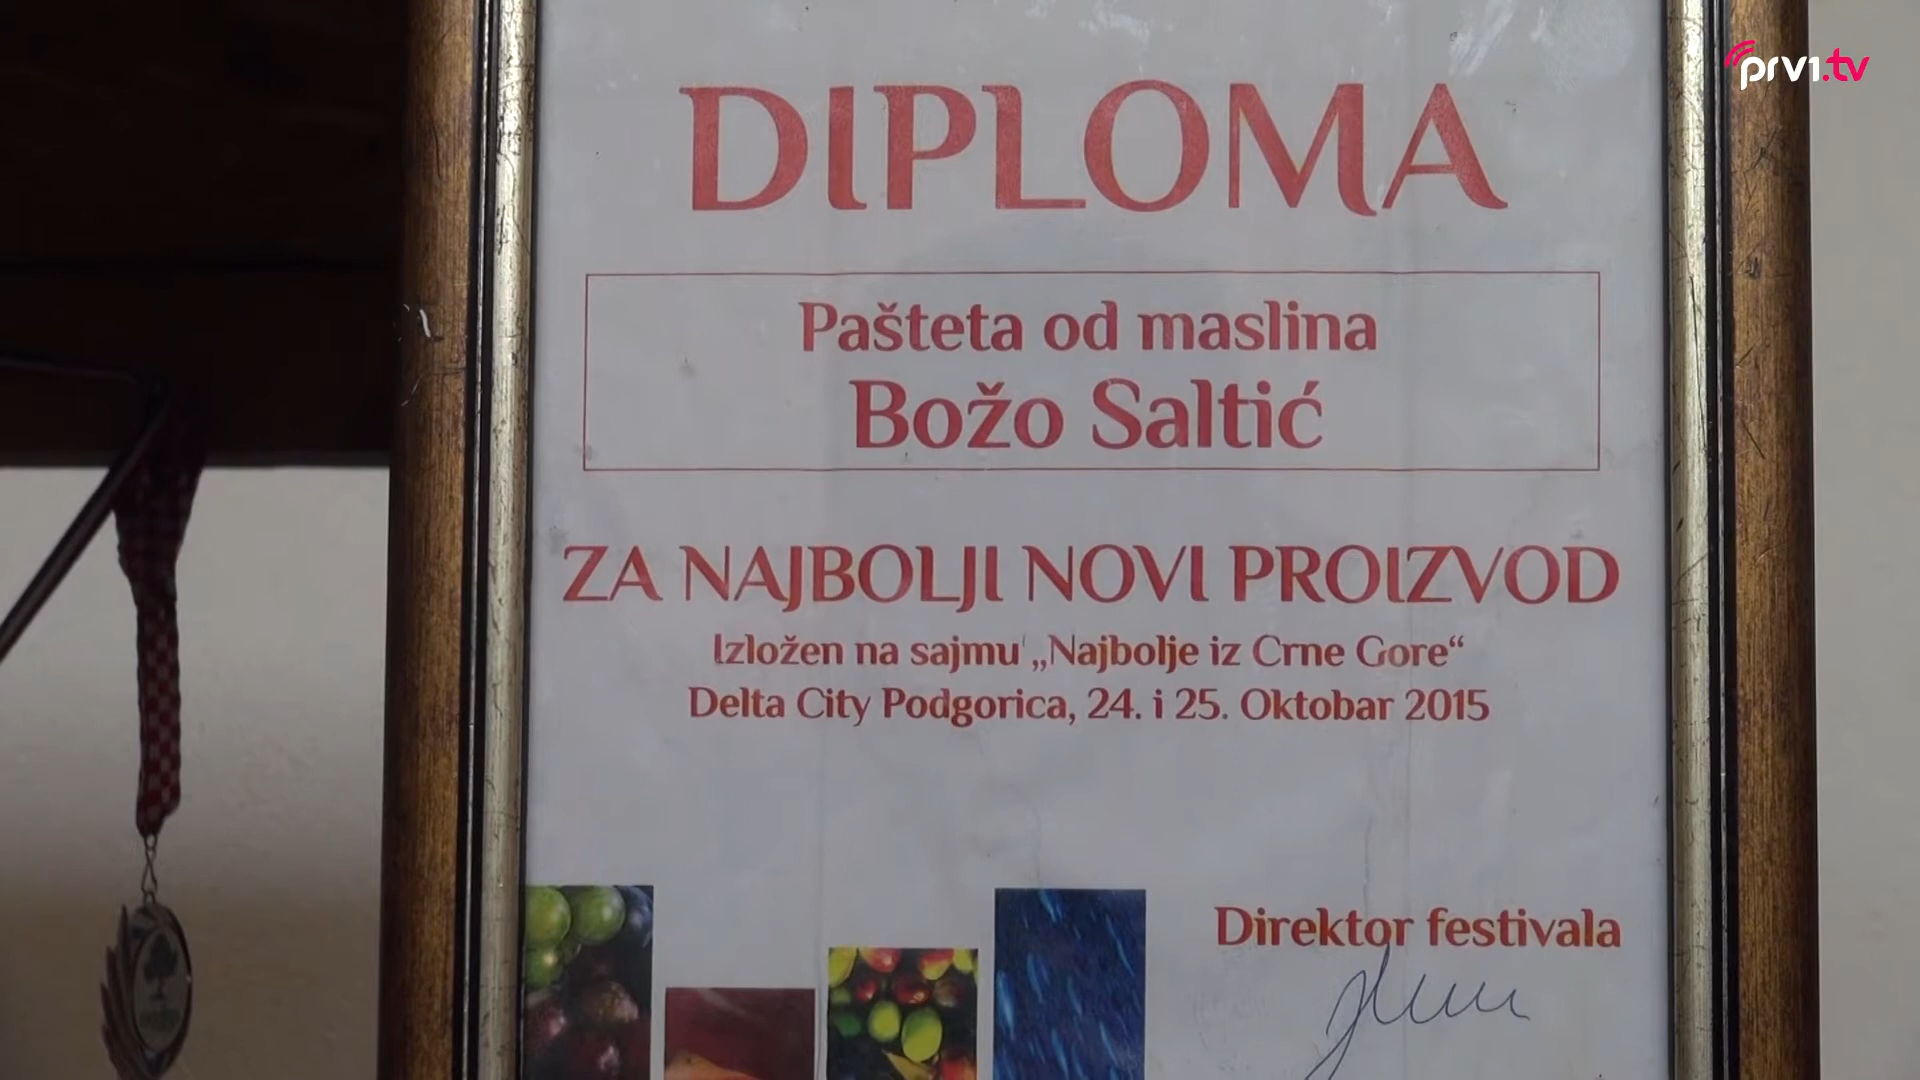 prv1.tv
DIPLOMA
Pašteta od maslina
Božo Saltić
ZA NAJBOLJI NOVI PROIZVOD
Izložen na sajmu „Najbolje iz Crne Gore“
Delta City Podgorica, 24. i 25. Oktobar 2015
Direktor festivala